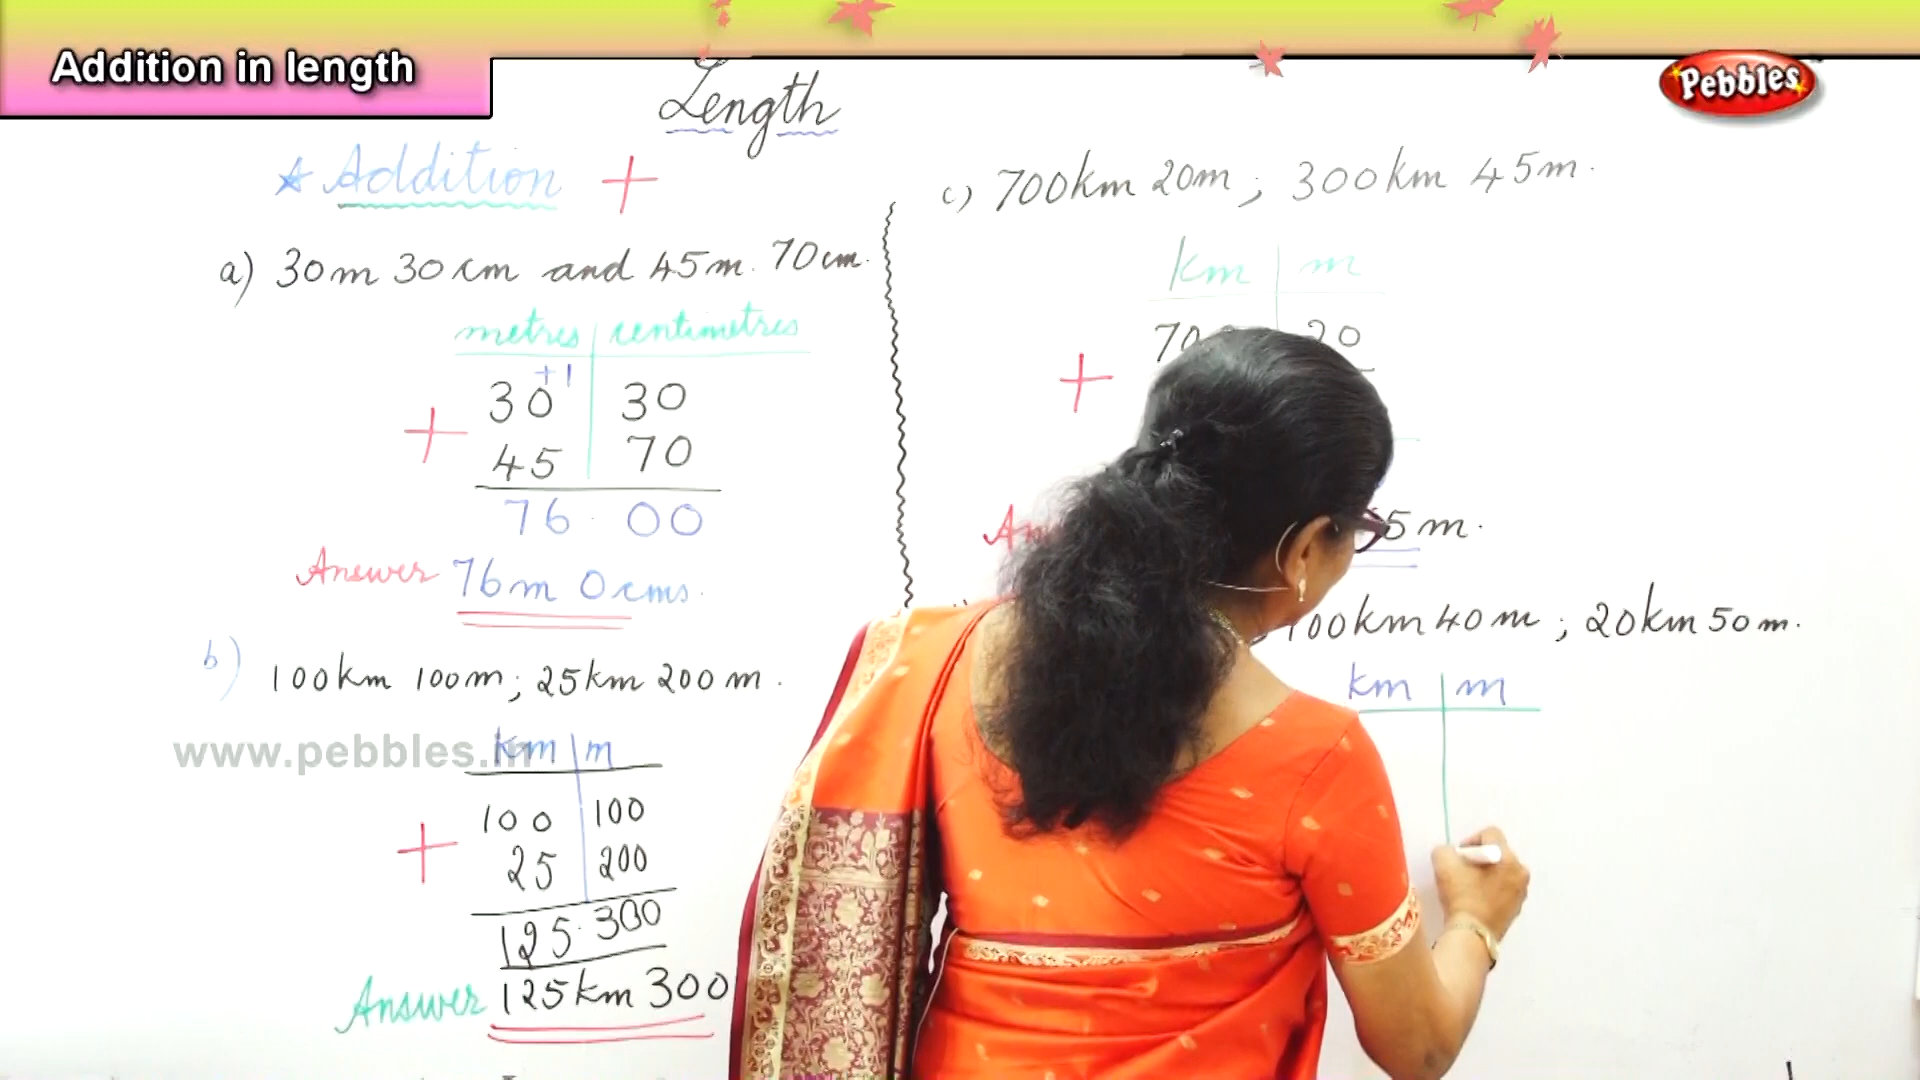 Addition in length
Pebbles
Length
Addition +
a) 30m 30cm and 45m. 70cm.
metres centimetres
+1
30 30
+
45 70
76 . 00
Answer 76m 0cms.
b) 100km 100m; 25km 200m.
www.pebbles.in
km m
100 100
+
25 200
125.300
Answer 125km 300
c) 700km 20m; 300km 45m.
km m
20
+
5m.
100km 40m; 20km 50m.
km m